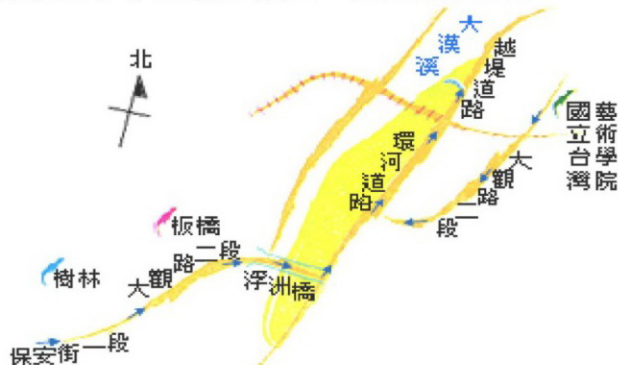 北
大漢溪
越堤道路
國立台灣
藝術學院
環河道路
大觀路二段
板橋
樹林
大觀路二段
浮洲橋
保安街一段